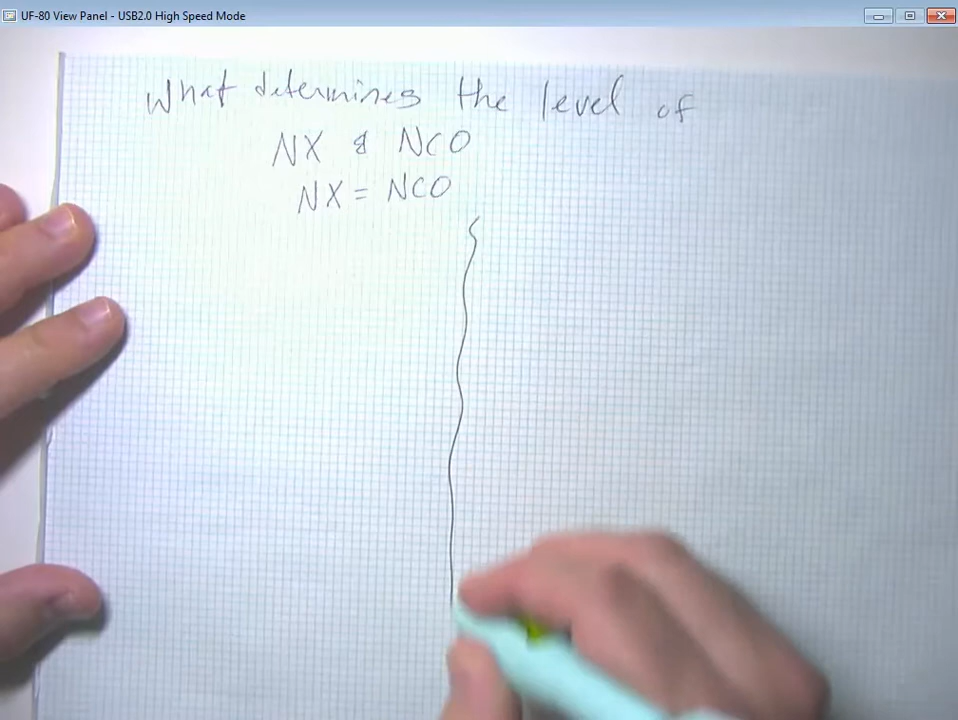 UF-80 View Panel - USB2.0 High Speed Mode
What determines the level of
NX & NCO
NX = NCO